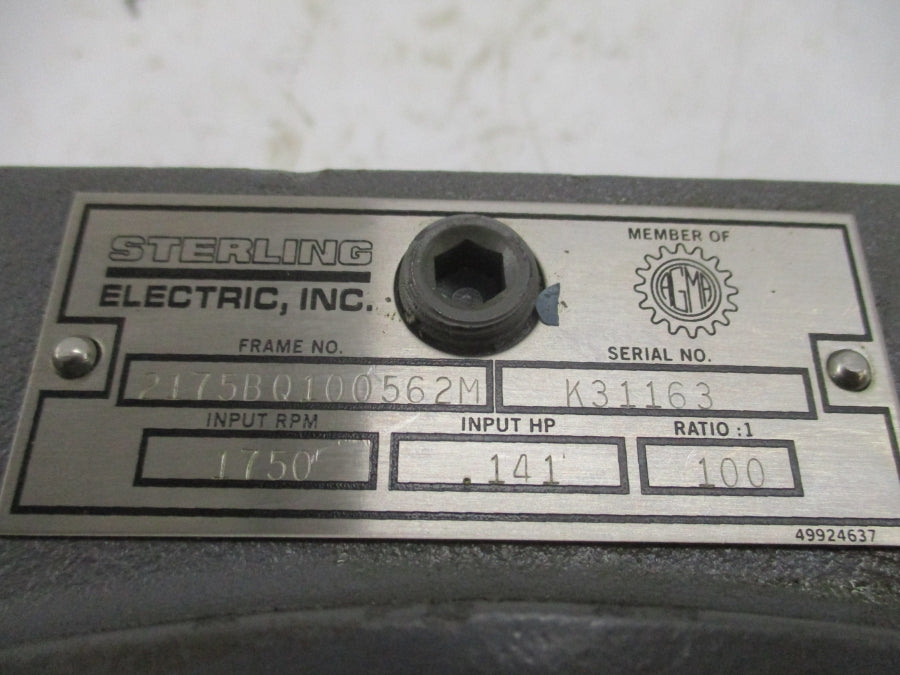 STERLING
ELECTRIC, INC.
MEMBER OF
AGMA
FRAME NO.
2175BQ100562M
SERIAL NO.
K31163
INPUT RPM
1750
INPUT HP
.141
RATIO :1
100
49924637